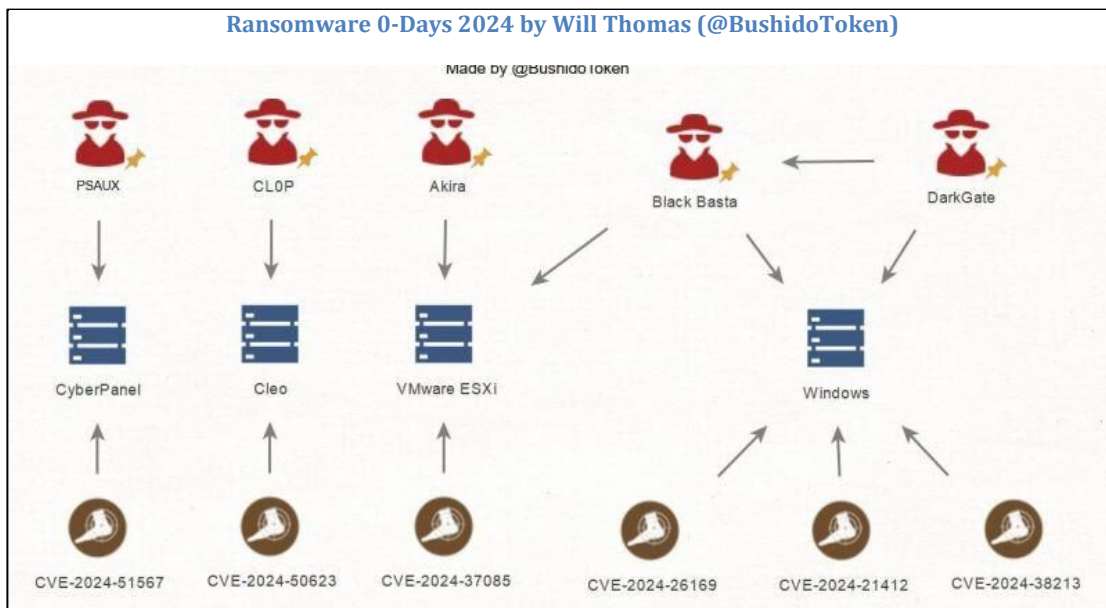 Ransomware 0-Days 2024 by Will Thomas (@BushidoToken)
Made by @BushidoToken
PSAUX
CL0P
Akira
Black Basta
DarkGate
CyberPanel
Cleo
VMware ESXi
Windows
CVE-2024-51567
CVE-2024-50623
CVE-2024-37085
CVE-2024-26169
CVE-2024-21412
CVE-2024-38213